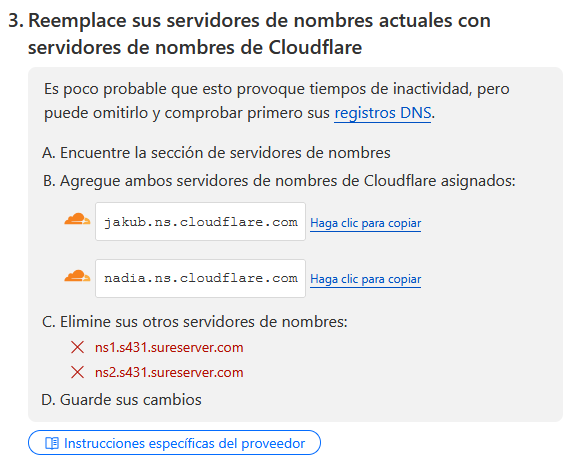 3. Reemplace sus servidores de nombres actuales con
servidores de nombres de Cloudflare
Es poco probable que esto provoque tiempos de inactividad, pero
puede omitirlo y comprobar primero sus registros DNS.
A. Encuentre la sección de servidores de nombres
B. Agregue ambos servidores de nombres de Cloudflare asignados:
jakub.ns.cloudflare.com Haga clic para copiar
nadia.ns.cloudflare.com Haga clic para copiar
C. Elimine sus otros servidores de nombres:
ns1.s431.sureserver.com
ns2.s431.sureserver.com
D. Guarde sus cambios
Instrucciones específicas del proveedor